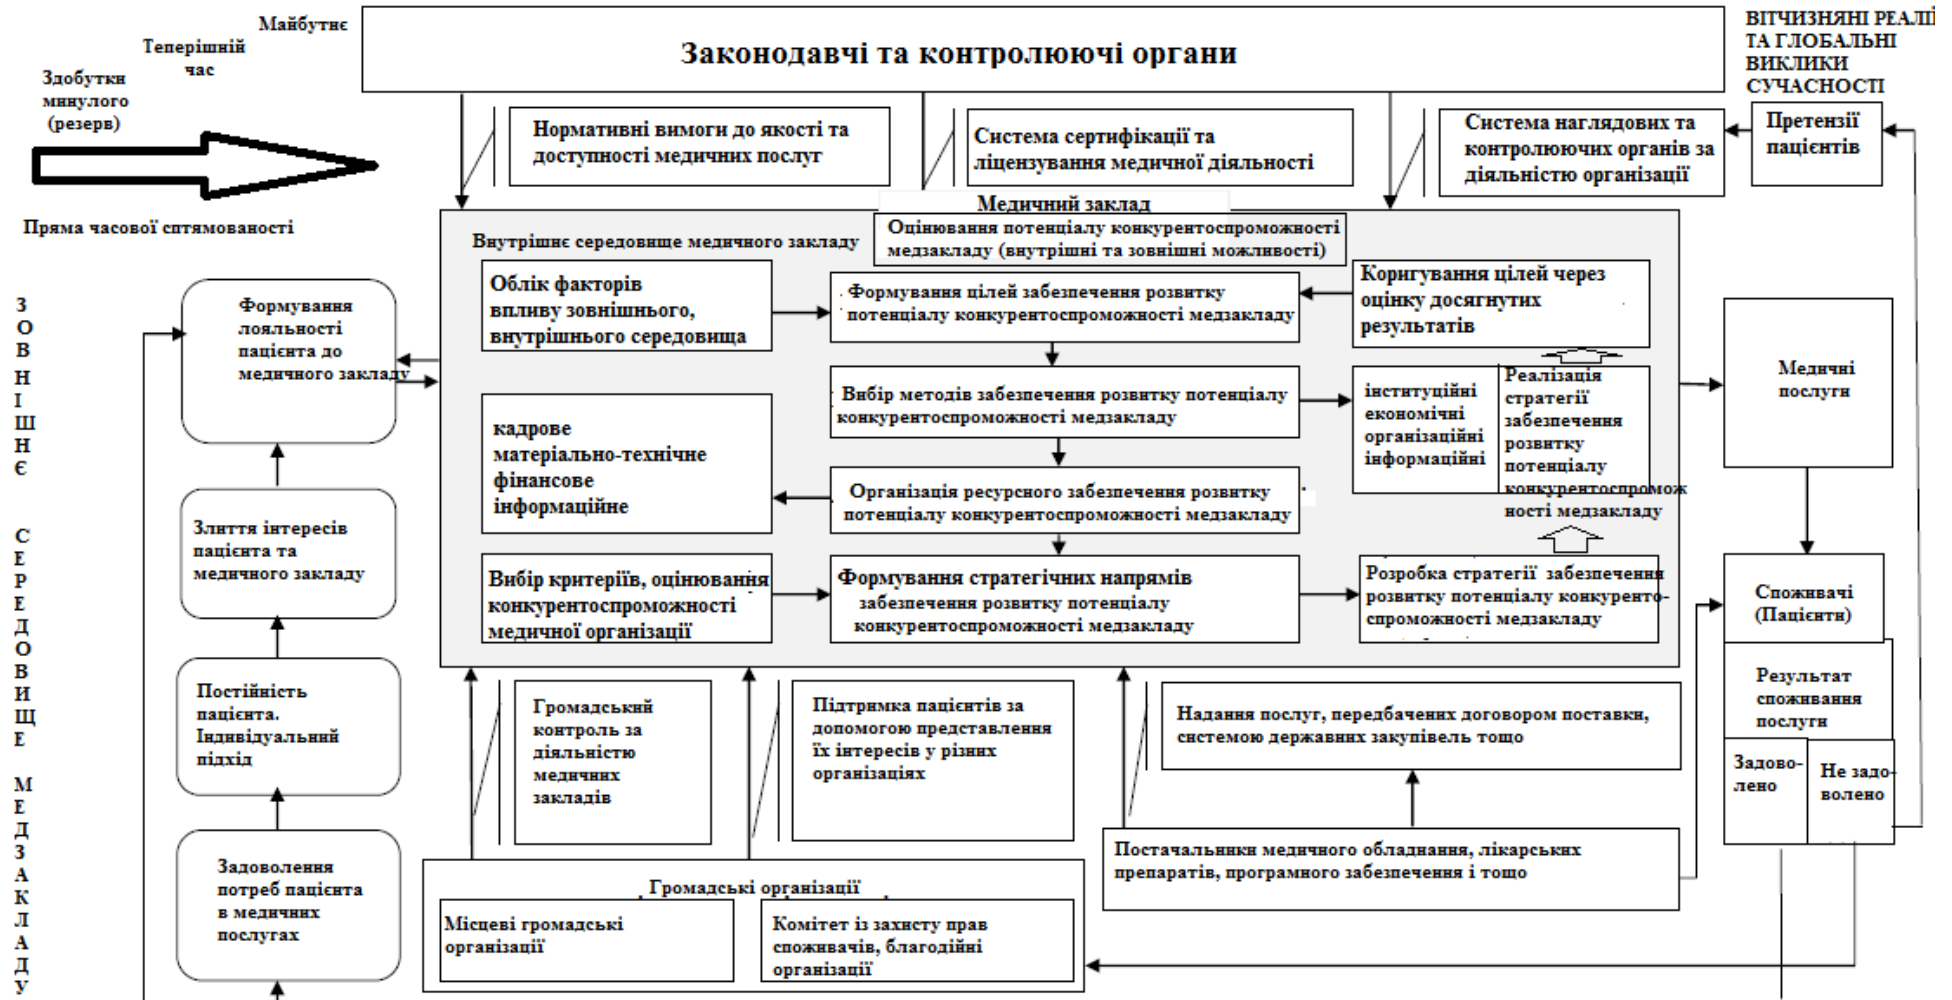 Майбутнє
Теперішній
час
Здобутки
минулого
(резерв)
Пряма часової сптямованості
Законодавчі та контролюючі органи
ВІТЧИЗНЯНІ РЕАЛІЇ
ТА ГЛОБАЛЬНІ
ВИКЛИКИ
СУЧАСНОСТІ
Нормативні вимоги до якості та
доступності медичних послуг
Система сертифікації та
ліцензування медичної діяльності
Система наглядових та
контролюючих органів за
діяльністю організації
Претензії
пацієнтів
Медичний заклад
Внутрішнє середовище медичного закладу
Оцінювання потенціалу конкурентоспроможності
медзакладу (внутрішні та зовнішні можливості)
Облік факторів
впливу зовнішнього,
внутрішнього середовища
Формування цілей забезпечення розвитку
потенціалу конкурентоспроможності медзакладу
Коригування цілей через
оцінку досягнутих
результатів
Вибір методів забезпечення розвитку потенціалу
конкурентоспроможності медзакладу
інституційні
економічні
організаційні
інформаційні
Реалізація
стратегії
забезпечення
розвитку
потенціалу
конкурентоспромож
ності медзакладу
кадрове
матеріально-технічне
фінансове
інформаційне
Організація ресурсного забезпечення розвитку
потенціалу конкурентоспроможності медзакладу
Вибір критеріїв, оцінювання
конкурентоспроможності
медичної організації
Формування стратегічних напрямів
забезпечення розвитку потенціалу
конкурентоспроможності медзакладу
Розробка стратегії забезпечення
розвитку потенціалу конкуренто-
спроможності медзакладу
Медичні
послуги
Споживачі
(Пацієнти)
Результат
споживання
послуги
Задово-
лено
Не задо-
волено
ЗОВНІШНЄ СЕРЕДОВИЩЕ МЕДЗАКЛАДУ
Формування
лояльності
пацієнта до
медичного закладу
Злиття інтересів
пацієнта та
медичного закладу
Постійність
пацієнта.
Індивідуальний
підхід
Задоволення
потреб пацієнта
в медичних
послугах
Громадський
контроль за
діяльністю
медичних
закладів
Підтримка пацієнтів за
допомогою представлення
їх інтересів у різних
організаціях
Надання послуг, передбачених договором поставки,
системою державних закупівель тощо
Постачальники медичного обладнання, лікарських
препаратів, програмного забезпечення і тощо
Громадські організації
Місцеві громадські
організації
Комітет із захисту прав
споживачів, благодійні
організації